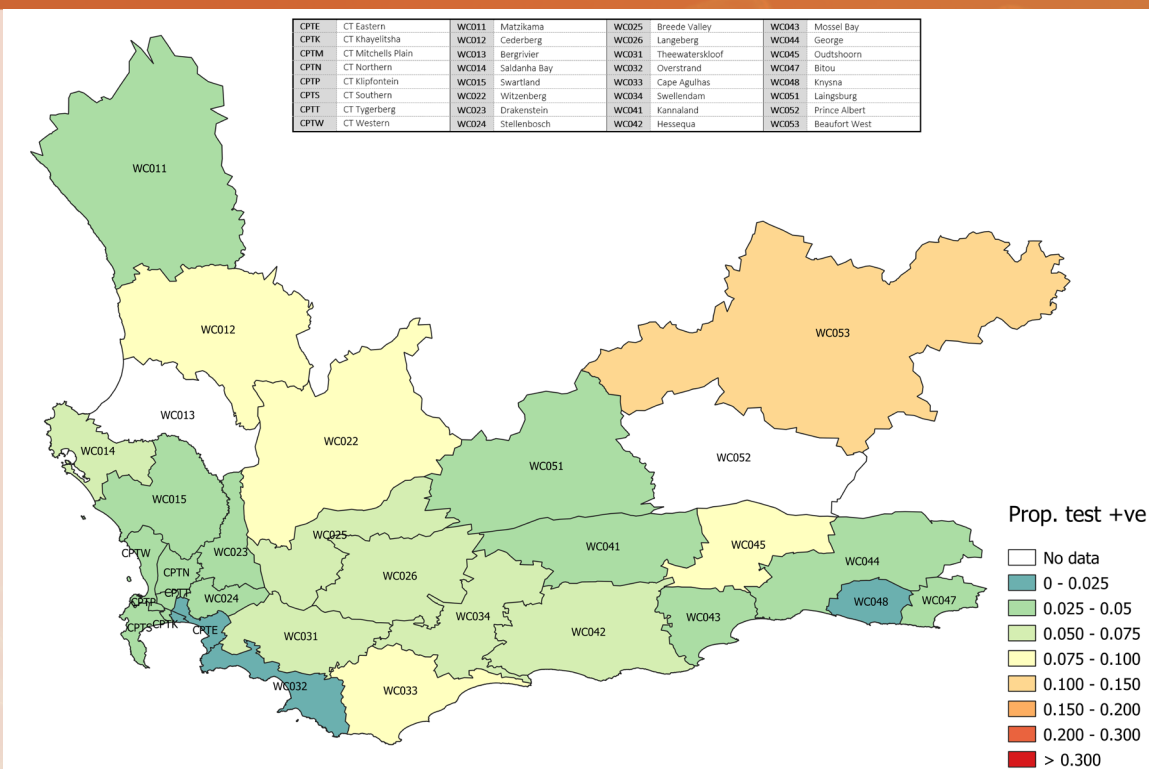 CPTE CT Eastern WC011 Matzikama WC025 Breede Valley WC043 Mossel Bay
CPTK CT Khayelitsha WC012 Cederberg WC026 Langeberg WC044 George
CPTM CT Mitchells Plain WC013 Bergrivier WC031 Theewaterskloof WC045 Oudtshoorn
CPTN CT Northern WC014 Saldanha Bay WC032 Overstrand WC047 Bitou
CPTP CT Klipfontein WC015 Swartland WC033 Cape Agulhas WC048 Knysna
CPTS CT Southern WC022 Witzenberg WC034 Swellendam WC051 Laingsburg
CPTT CT Tygerberg WC023 Drakenstein WC041 Kannaland WC052 Prince Albert
CPTW CT Western WC024 Stellenbosch WC042 Hessequa WC053 Beaufort West
WC011
WC012
WC053
WC013
WC022
WC014
WC052
WC051
WC015
WC025
WC045
WC041
CPTW
WC023
WC044
CPTN
WC026
CPTP
WC024
WC048
WC047
WC034
WC043
CPTS
CPTK
CPTE
WC031
WC042
WC032
WC033
Prop. test +ve
No data
0 - 0.025
0.025 - 0.05
0.050 - 0.075
0.075 - 0.100
0.100 - 0.150
0.150 - 0.200
0.200 - 0.300
> 0.300